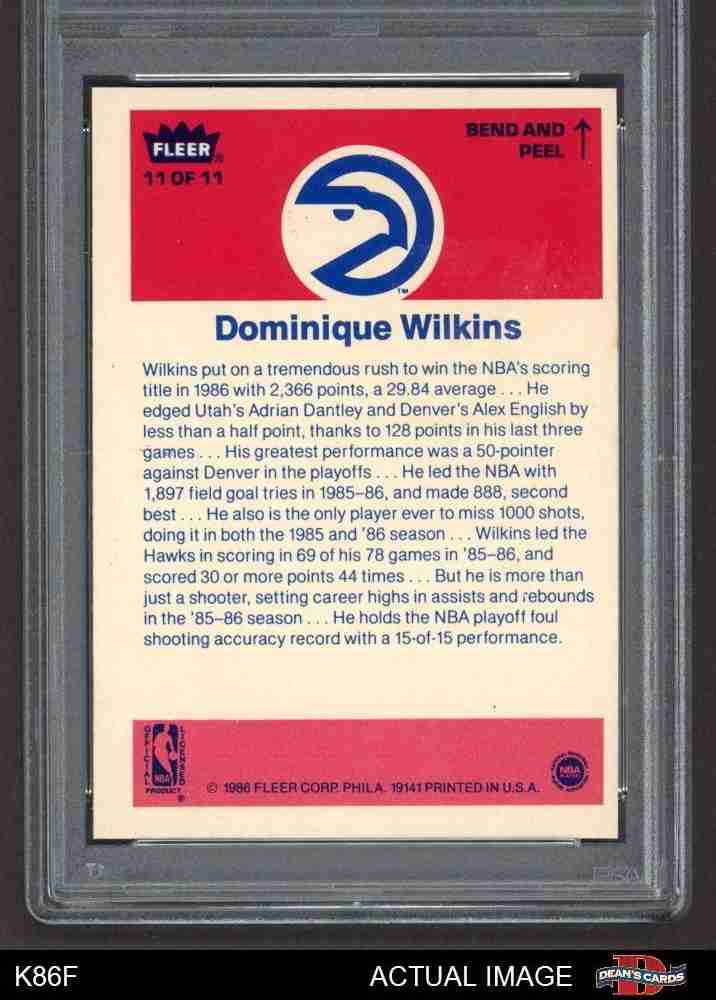 FLEER®
11 OF 11
BEND AND
PEEL
TM
Dominique Wilkins
Wilkins put on a tremendous rush to win the NBA's scoring
title in 1986 with 2,366 points, a 29.84 average . . . He
edged Utah's Adrian Dantley and Denver's Alex English by
less than a half point, thanks to 128 points in his last three
games . . . His greatest performance was a 50-pointer
against Denver in the playoffs . . . He led the NBA with
1,897 field goal tries in 1985–86, and made 888, second
best . . . He also is the only player ever to miss 1000 shots,
doing it in both the 1985 and '86 season . . . Wilkins led the
Hawks in scoring in 69 of his 78 games in '85–86, and
scored 30 or more points 44 times . . . But he is more than
just a shooter, setting career highs in assists and rebounds
in the '85–86 season . . . He holds the NBA playoff foul
shooting accuracy record with a 15-of-15 performance.
OFFICIAL
LICENSED
NBA
PRODUCT
®
© 1986 FLEER CORP. PHILA. 19141 PRINTED IN U.S.A.
NBA
K86F
ACTUAL IMAGE
DEAN'S CARDS